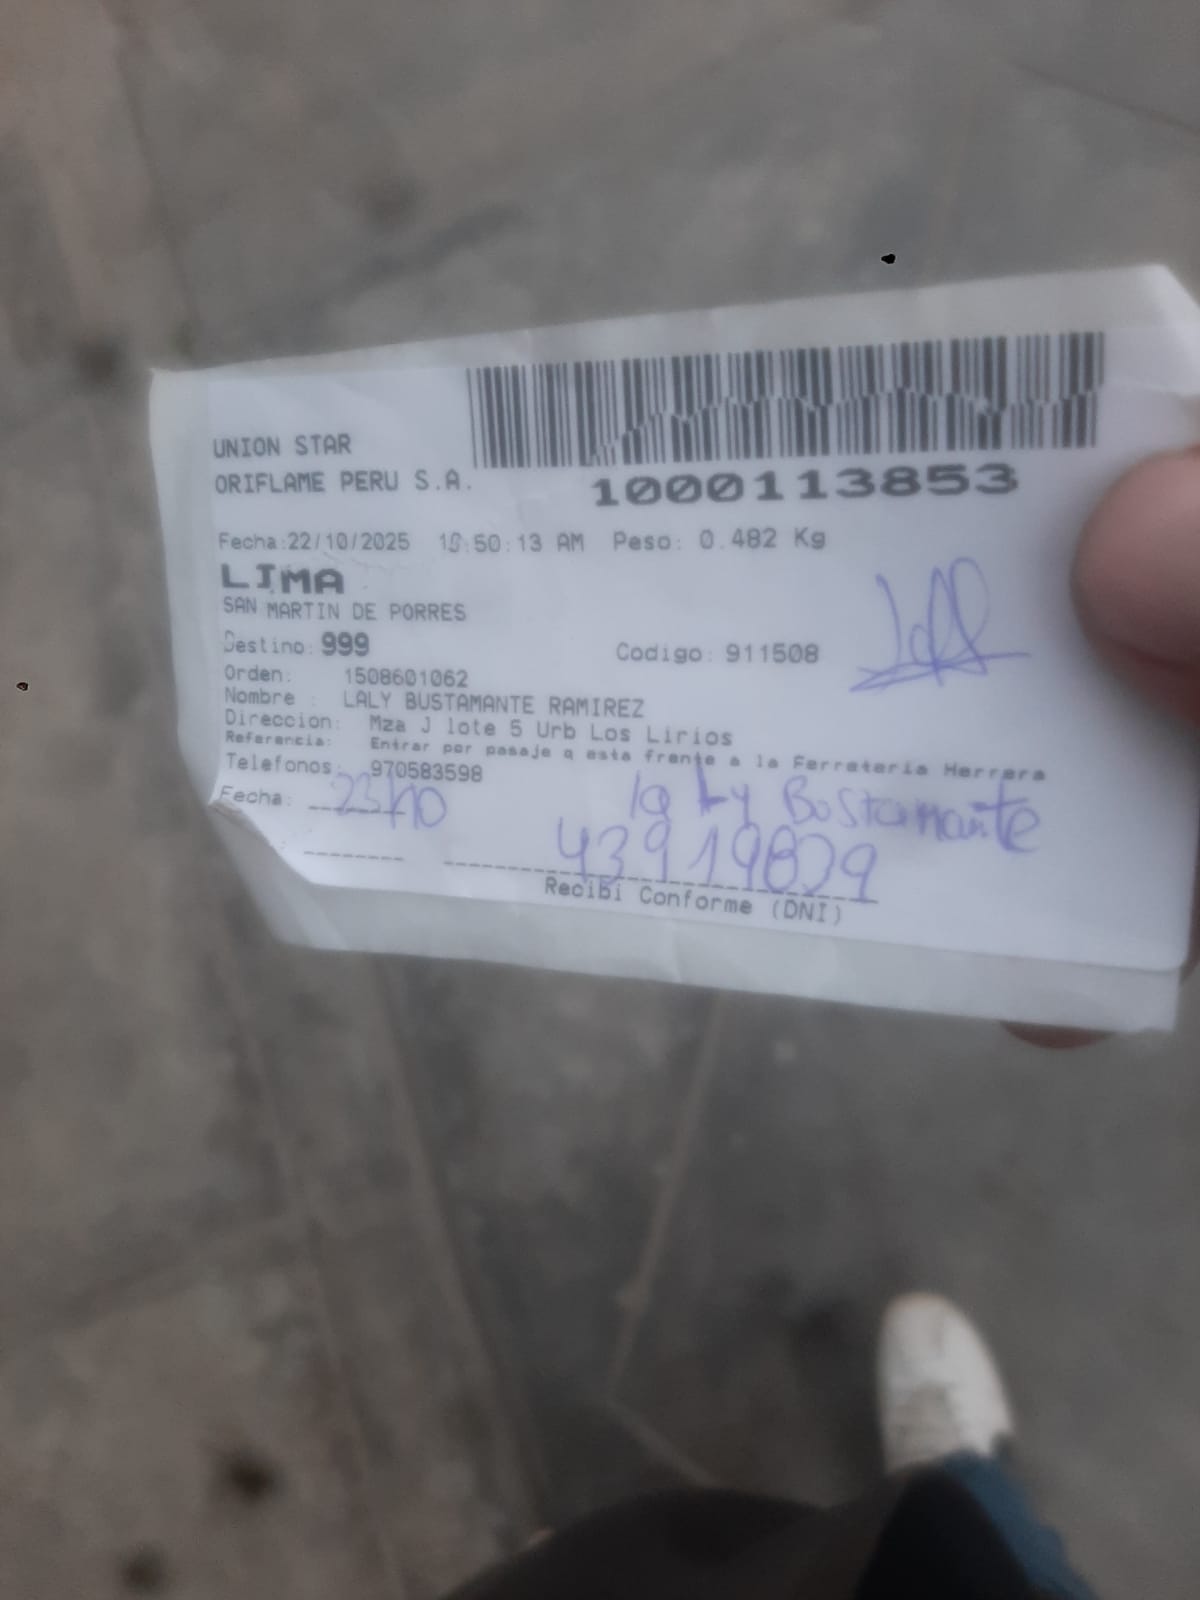 UNION STAR
ORIFLAME PERU S.A.
1000113853
Fecha:22/10/2025 10:50:13 AM Peso: 0.482 Kg
LIMA
SAN MARTIN DE PORRES
Destino: 999 Codigo: 911508
Orden: 1508601062
Nombre : LALY BUSTAMANTE RAMIREZ
Direccion: Mza J lote 5 Urb Los Lirios
Referencia: Entrar por pasaje q esta frente a la Ferreteria Herrera
Telefonos: 970583598
Fecha: 23/10
Bustamante
Recibi Conforme (DNI)